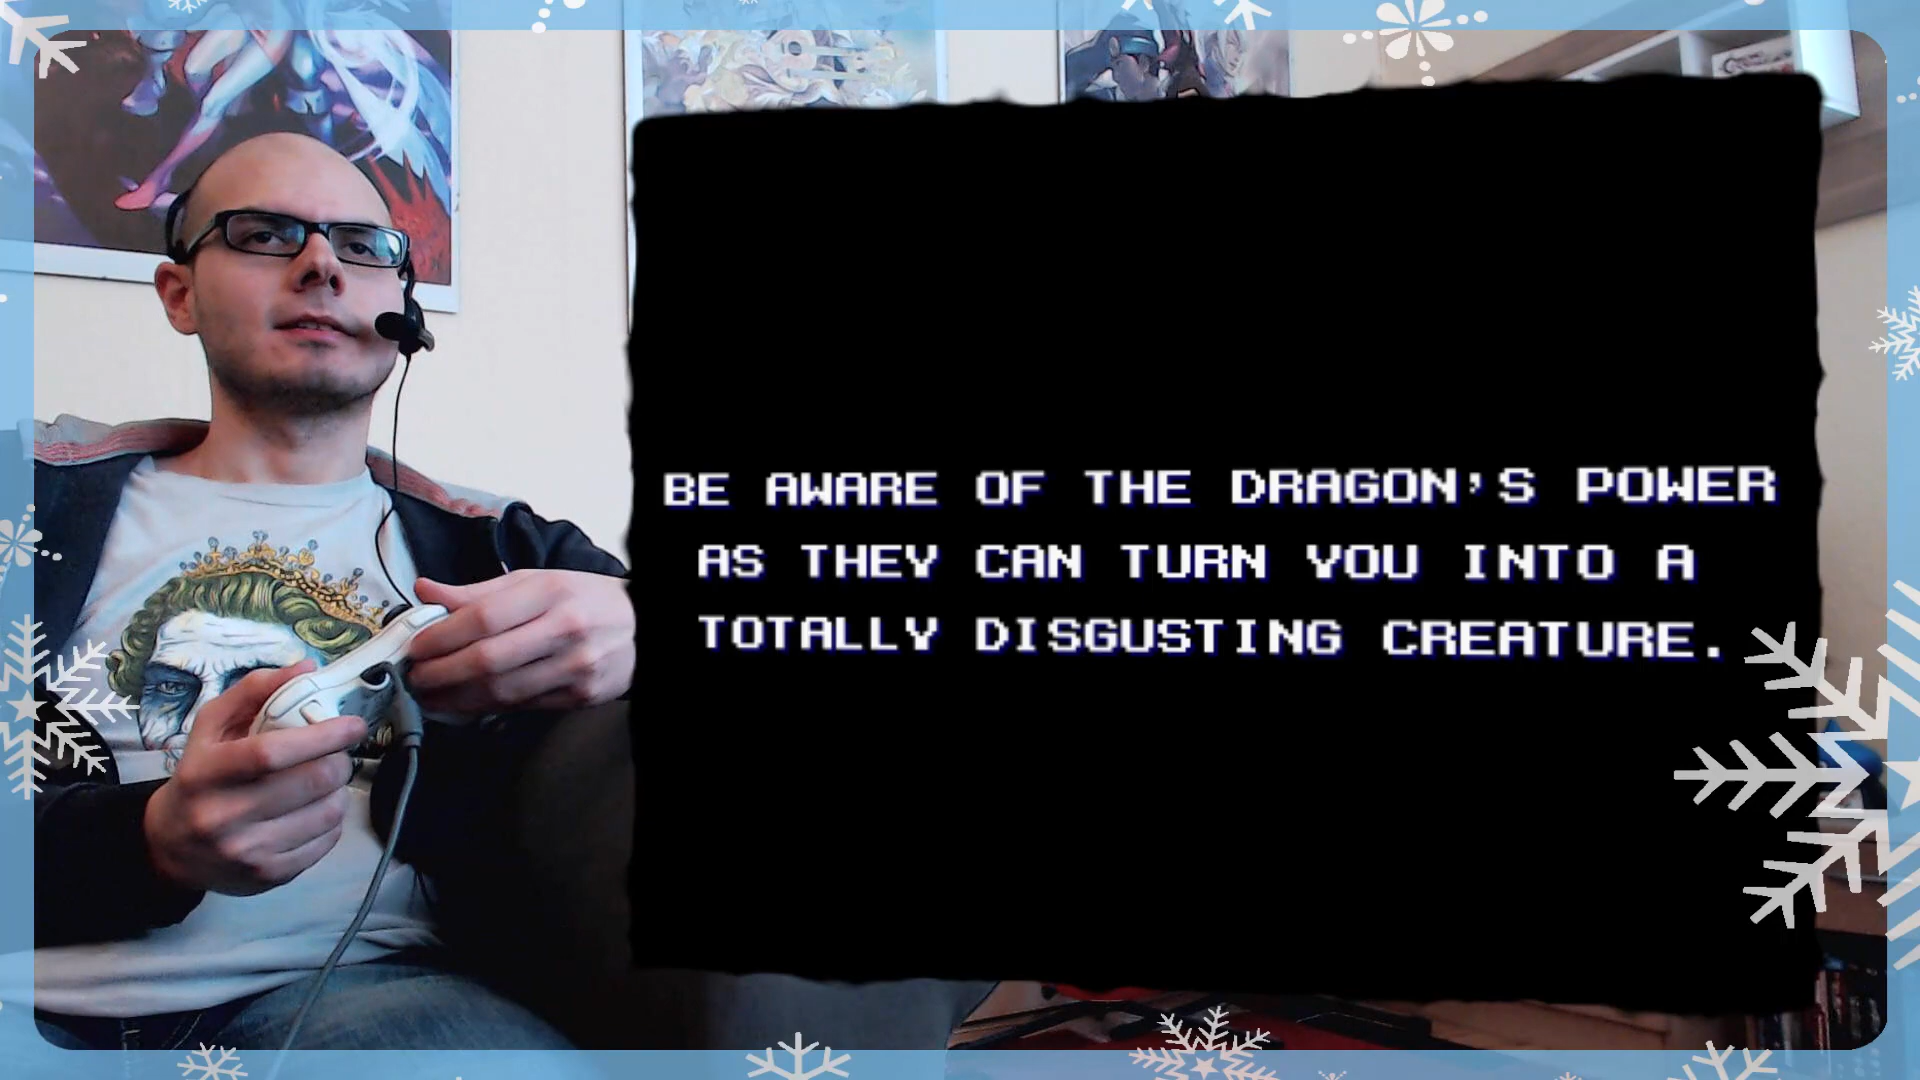 BE AWARE OF THE DRAGON'S POWER
AS THEY CAN TURN YOU INTO A
TOTALLY DISGUSTING CREATURE.